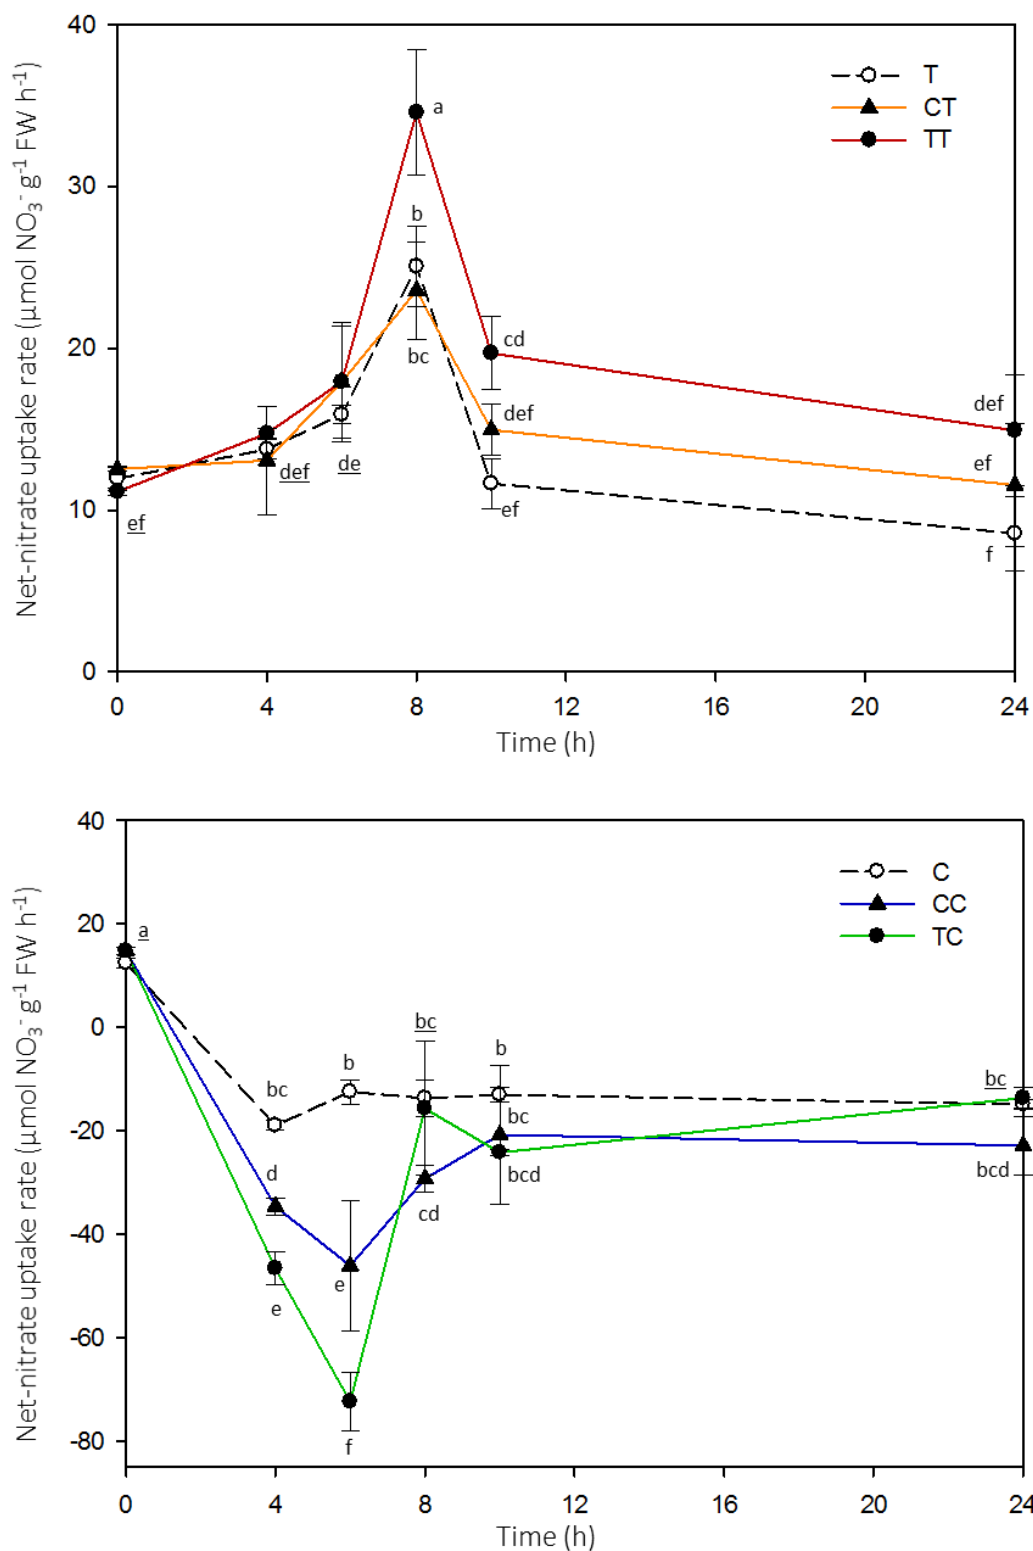 Net-nitrate uptake rate (µmol NO₃⁻ g⁻¹ FW h⁻¹)
40
30
20
10
0
T
CT
TT
a
b
bc
cd
def
ef
def
ef
f
ef
def
de
0 4 8 12 16 20 24
Time (h)
Net-nitrate uptake rate (µmol NO₃⁻ g⁻¹ FW h⁻¹)
40
20
0
-20
-40
-60
-80
C
CC
TC
a
bc
b
bc
b
bc
d
bc
bcd
bcd
cd
e
e
f
0 4 8 12 16 20 24
Time (h)